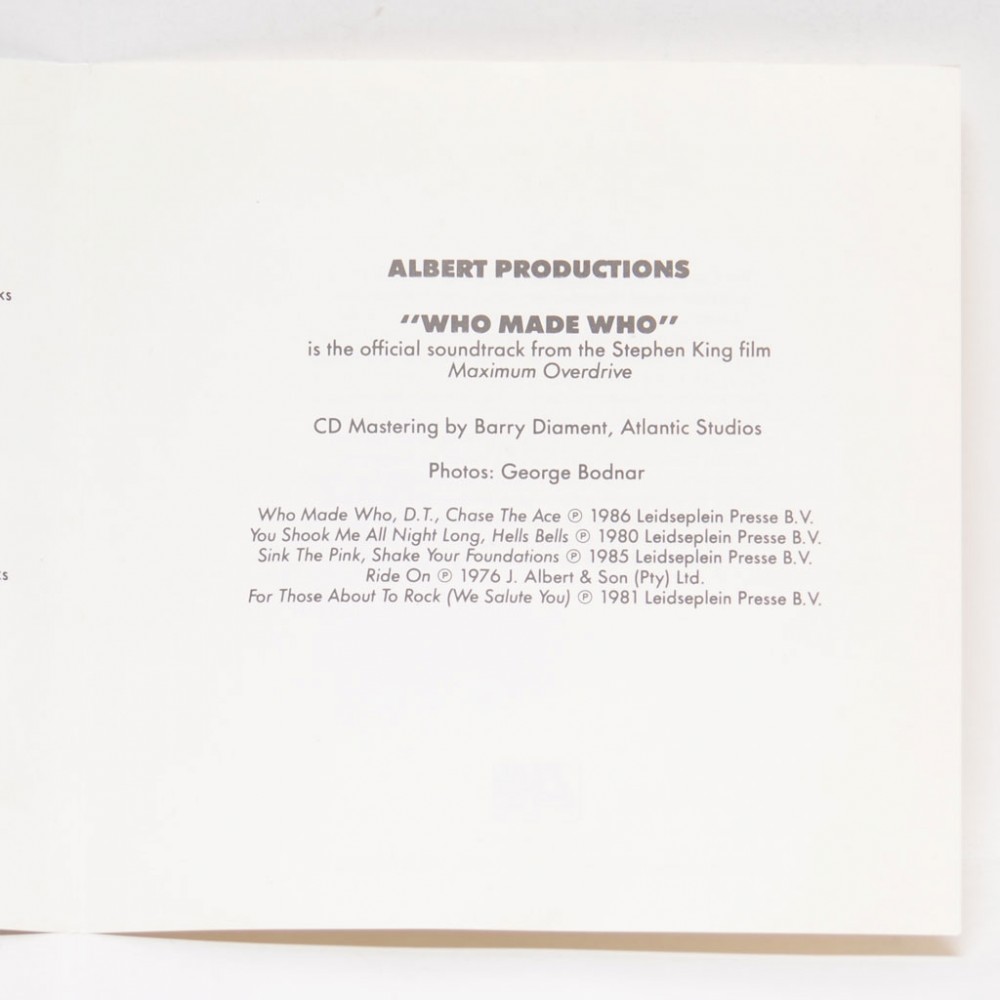 ALBERT PRODUCTIONS
"WHO MADE WHO"
is the official soundtrack from the Stephen King film
Maximum Overdrive
CD Mastering by Barry Diament, Atlantic Studios
Photos: George Bodnar
Who Made Who, D.T., Chase The Ace ℗ 1986 Leidseplein Presse B.V.
You Shook Me All Night Long, Hells Bells ℗ 1980 Leidseplein Presse B.V.
Sink The Pink, Shake Your Foundations ℗ 1985 Leidseplein Presse B.V.
Ride On ℗ 1976 J. Albert & Son (Pty) Ltd.
For Those About To Rock (We Salute You) ℗ 1981 Leidseplein Presse B.V.